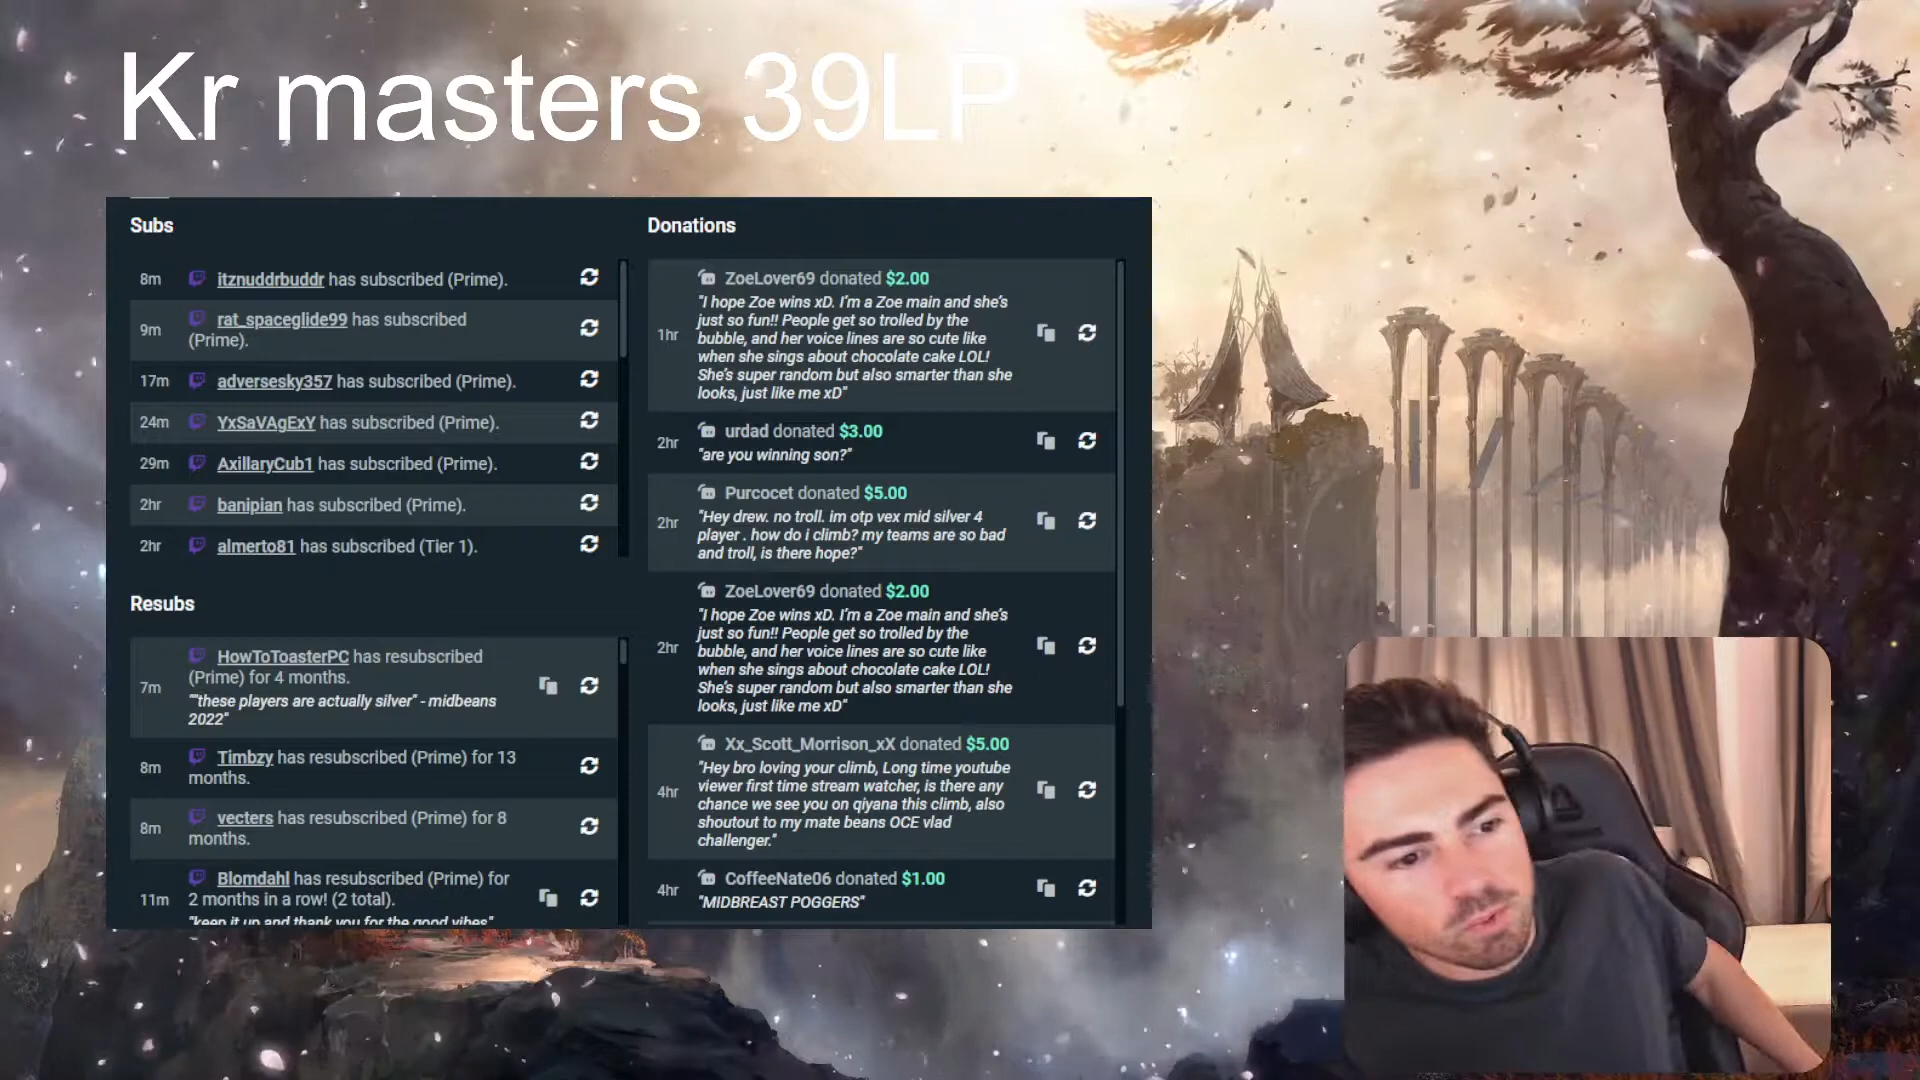 Kr masters 39LP
Subs
8m itznuddrbuddr has subscribed (Prime).
9m rat_spaceglide99 has subscribed
(Prime).
17m adversesky357 has subscribed (Prime).
24m YxSaVAgExY has subscribed (Prime).
29m AxillaryCub1 has subscribed (Prime).
2hr banipian has subscribed (Prime).
2hr almerto81 has subscribed (Tier 1).
Resubs
HowToToasterPC has resubscribed
(Prime) for 4 months.
7m
""these players are actually silver" - midbeans
2022"
Timbzy has resubscribed (Prime) for 13
8m
months.
vecters has resubscribed (Prime) for 8
8m
months.
Blomdahl has resubscribed (Prime) for
11m 2 months in a row! (2 total).
"keep it up and thank you for the good vibes"
Donations
ZoeLover69 donated $2.00
"I hope Zoe wins xD. I'm a Zoe main and she's
just so fun!! People get so trolled by the
1hr bubble, and her voice lines are so cute like
when she sings about chocolate cake LOL!
She's super random but also smarter than she
looks, just like me xD"
urdad donated $3.00
2hr
"are you winning son?"
Purcocet donated $5.00
"Hey drew. no troll. im otp vex mid silver 4
2hr
player . how do i climb? my teams are so bad
and troll, is there hope?"
ZoeLover69 donated $2.00
"I hope Zoe wins xD. I'm a Zoe main and she's
just so fun!! People get so trolled by the
2hr bubble, and her voice lines are so cute like
when she sings about chocolate cake LOL!
She's super random but also smarter than she
looks, just like me xD"
Xx_Scott_Morrison_xX donated $5.00
"Hey bro loving your climb, Long time youtube
viewer first time stream watcher, is there any
4hr chance we see you on qiyana this climb, also
shoutout to my mate beans OCE vlad
challenger."
CoffeeNate06 donated $1.00
4hr
"MIDBREAST POGGERS"